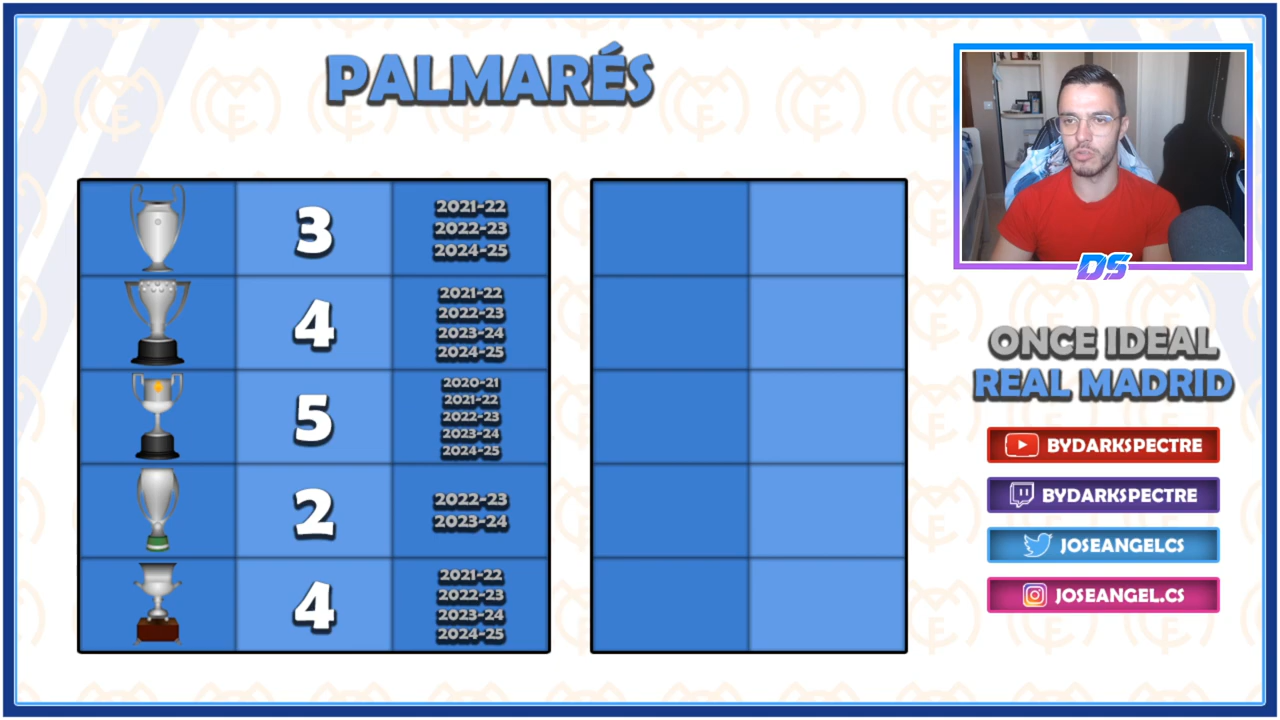 PALMARÉS
3
2021-22
2022-23
2024-25
4
2021-22
2022-23
2023-24
2024-25
5
2020-21
2021-22
2022-23
2023-24
2024-25
2
2022-23
2023-24
4
2021-22
2022-23
2023-24
2024-25
DS
ONCE IDEAL
REAL MADRID
BYDARKSPECTRE
BYDARKSPECTRE
JOSEANGELCS
JOSEANGEL.CS